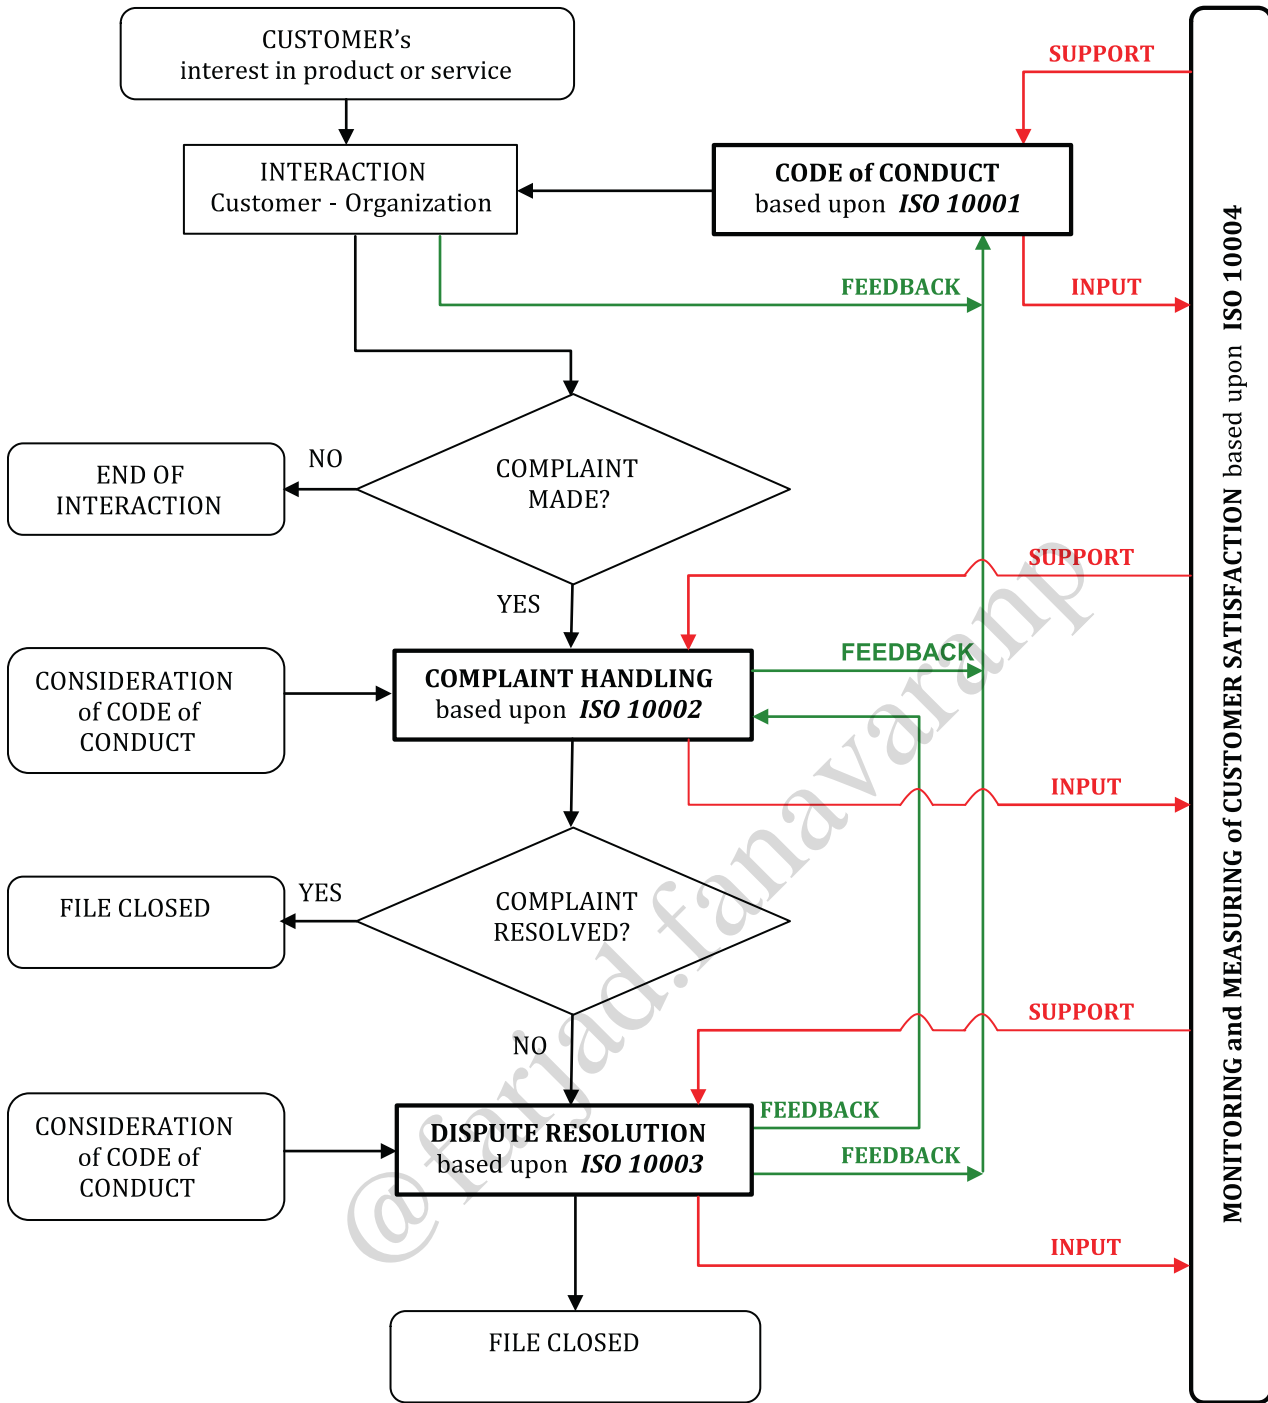 CUSTOMER's
interest in product or service
SUPPORT
INTERACTION
Customer - Organization
CODE of CONDUCT
based upon ISO 10001
FEEDBACK
INPUT
COMPLAINT
MADE?
NO
END OF
INTERACTION
YES
SUPPORT
CONSIDERATION
of CODE of
CONDUCT
COMPLAINT HANDLING
based upon ISO 10002
FEEDBACK
INPUT
COMPLAINT
RESOLVED?
YES
FILE CLOSED
NO
SUPPORT
CONSIDERATION
of CODE of
CONDUCT
DISPUTE RESOLUTION
based upon ISO 10003
FEEDBACK
FEEDBACK
INPUT
FILE CLOSED
MONITORING and MEASURING of CUSTOMER SATISFACTION based upon ISO 10004
@farjad.fanavaranp